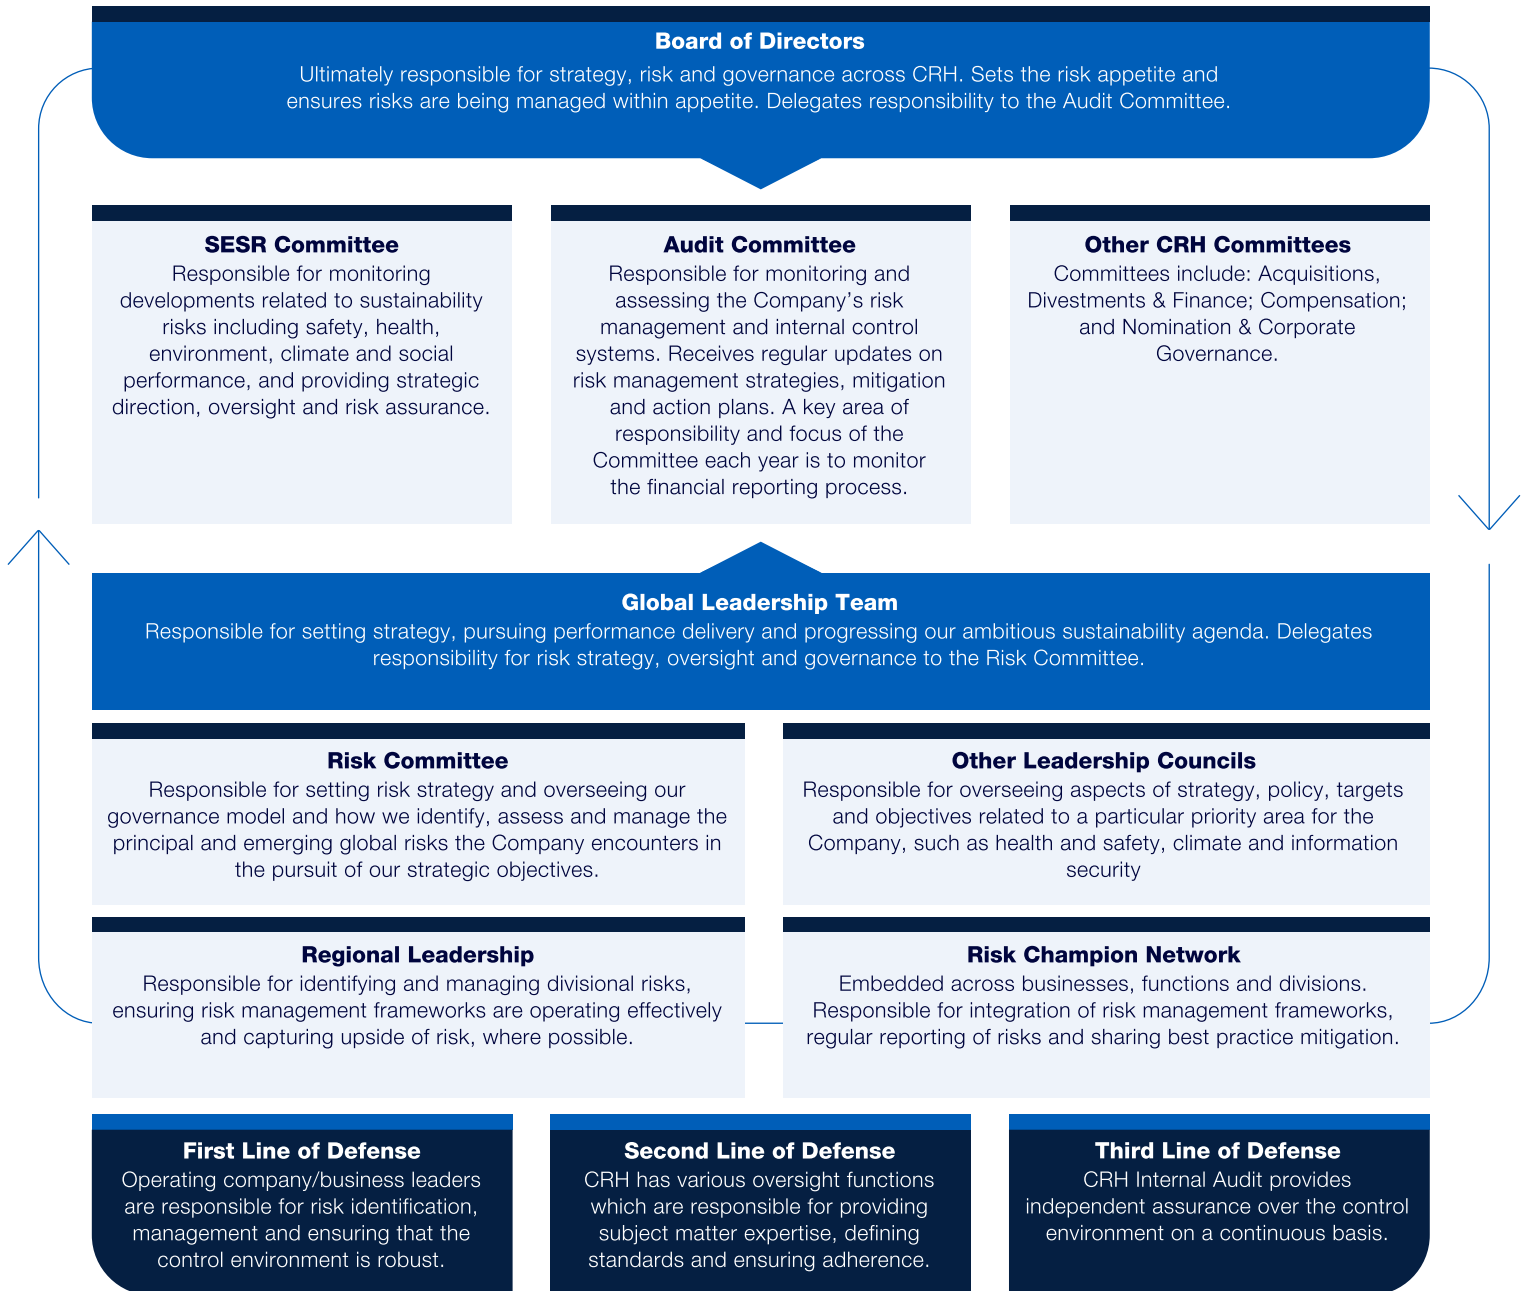 Board of Directors
Ultimately responsible for strategy, risk and governance across CRH. Sets the risk appetite and
ensures risks are being managed within appetite. Delegates responsibility to the Audit Committee.
SESR Committee
Responsible for monitoring
developments related to sustainability
risks including safety, health,
environment, climate and social
performance, and providing strategic
direction, oversight and risk assurance.
Audit Committee
Responsible for monitoring and
assessing the Company’s risk
management and internal control
systems. Receives regular updates on
risk management strategies, mitigation
and action plans. A key area of
responsibility and focus of the
Committee each year is to monitor
the financial reporting process.
Other CRH Committees
Committees include: Acquisitions,
Divestments & Finance; Compensation;
and Nomination & Corporate
Governance.
Global Leadership Team
Responsible for setting strategy, pursuing performance delivery and progressing our ambitious sustainability agenda. Delegates
responsibility for risk strategy, oversight and governance to the Risk Committee.
Risk Committee
Responsible for setting risk strategy and overseeing our
governance model and how we identify, assess and manage the
principal and emerging global risks the Company encounters in
the pursuit of our strategic objectives.
Other Leadership Councils
Responsible for overseeing aspects of strategy, policy, targets
and objectives related to a particular priority area for the
Company, such as health and safety, climate and information
security
Regional Leadership
Responsible for identifying and managing divisional risks,
ensuring risk management frameworks are operating effectively
and capturing upside of risk, where possible.
Risk Champion Network
Embedded across businesses, functions and divisions.
Responsible for integration of risk management frameworks,
regular reporting of risks and sharing best practice mitigation.
First Line of Defense
Operating company/business leaders
are responsible for risk identification,
management and ensuring that the
control environment is robust.
Second Line of Defense
CRH has various oversight functions
which are responsible for providing
subject matter expertise, defining
standards and ensuring adherence.
Third Line of Defense
CRH Internal Audit provides
independent assurance over the control
environment on a continuous basis.